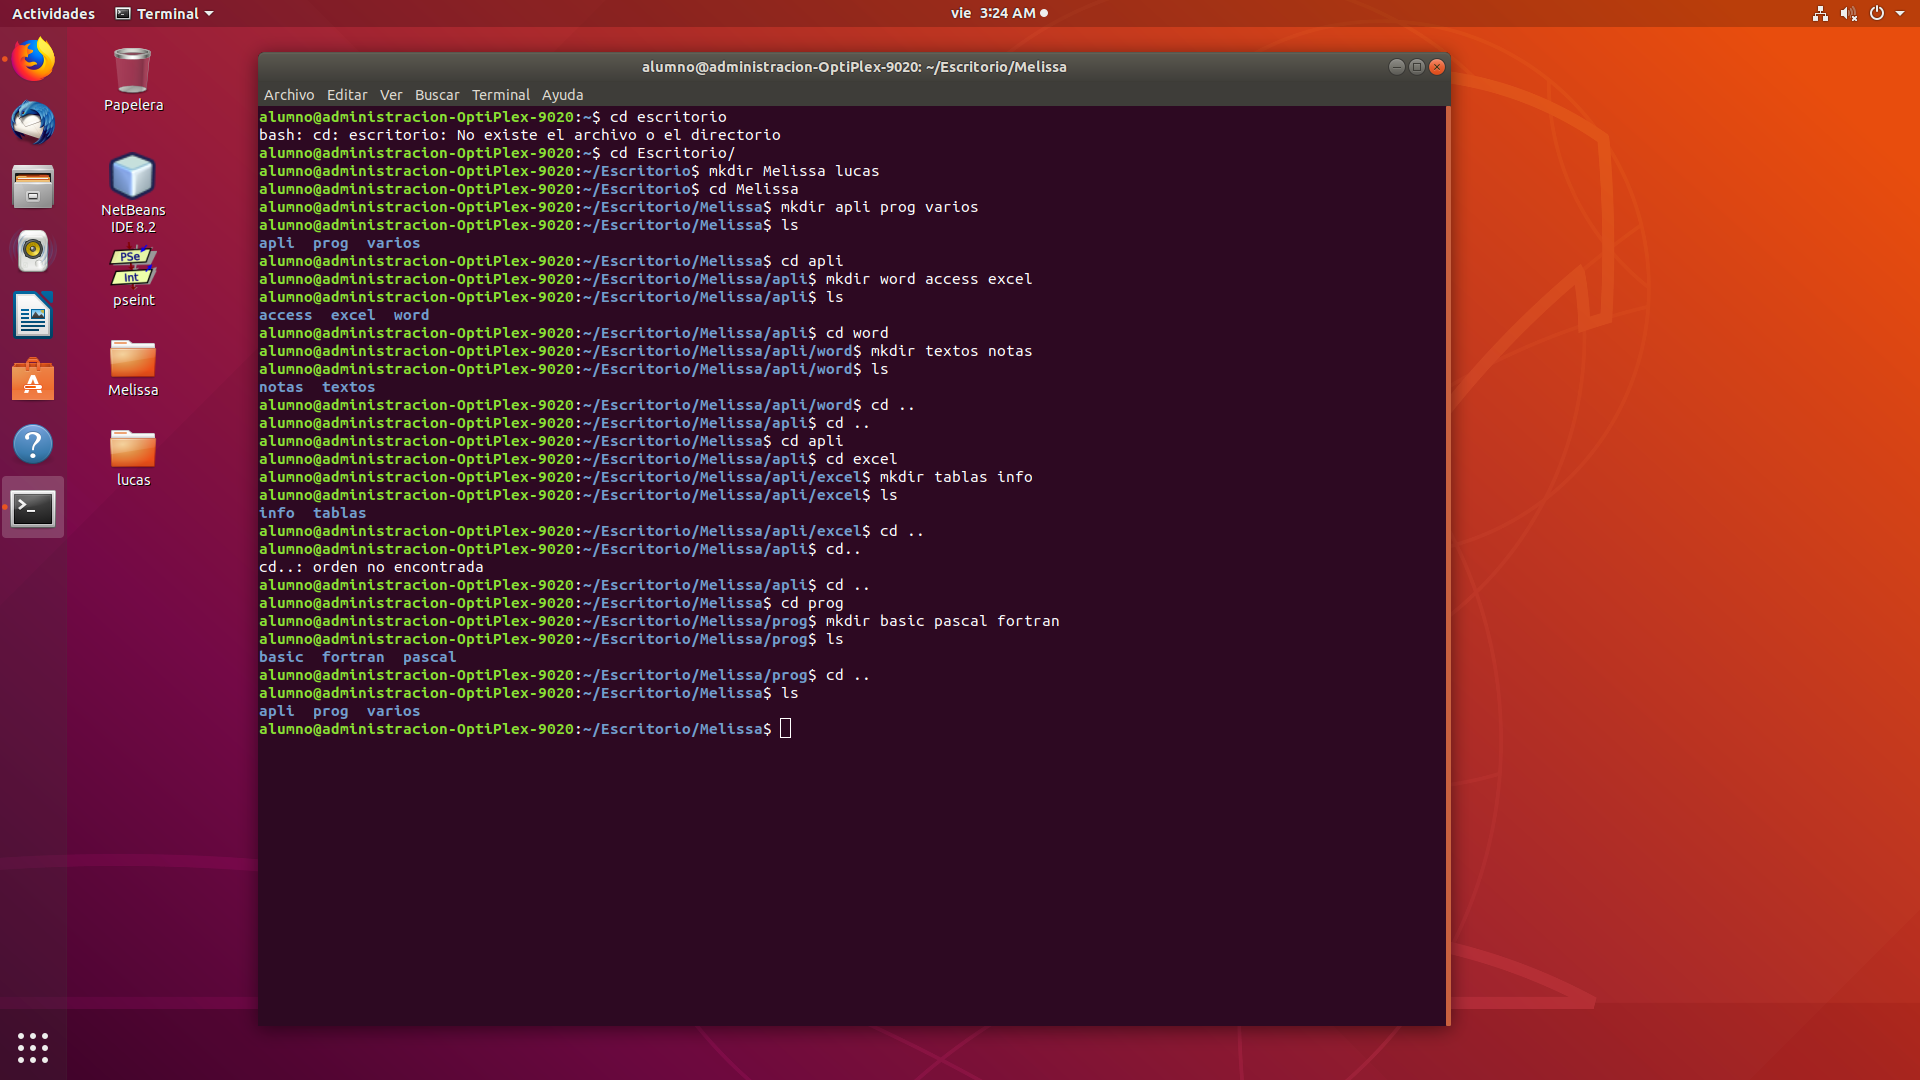 Actividades
Terminal
vie 3:24 AM
Papelera
NetBeans
IDE 8.2
PSe
Int
pseint
Melissa
lucas
alumno@administracion-OptiPlex-9020: ~/Escritorio/Melissa
Archivo Editar Ver Buscar Terminal Ayuda
alumno@administracion-OptiPlex-9020:~$ cd escritorio
bash: cd: escritorio: No existe el archivo o el directorio
alumno@administracion-OptiPlex-9020:~$ cd Escritorio/
alumno@administracion-OptiPlex-9020:~/Escritorio$ mkdir Melissa lucas
alumno@administracion-OptiPlex-9020:~/Escritorio$ cd Melissa
alumno@administracion-OptiPlex-9020:~/Escritorio/Melissa$ mkdir apli prog varios
alumno@administracion-OptiPlex-9020:~/Escritorio/Melissa$ ls
apli  prog  varios
alumno@administracion-OptiPlex-9020:~/Escritorio/Melissa$ cd apli
alumno@administracion-OptiPlex-9020:~/Escritorio/Melissa/apli$ mkdir word access excel
alumno@administracion-OptiPlex-9020:~/Escritorio/Melissa/apli$ ls
access  excel  word
alumno@administracion-OptiPlex-9020:~/Escritorio/Melissa/apli$ cd word
alumno@administracion-OptiPlex-9020:~/Escritorio/Melissa/apli/word$ mkdir textos notas
alumno@administracion-OptiPlex-9020:~/Escritorio/Melissa/apli/word$ ls
notas  textos
alumno@administracion-OptiPlex-9020:~/Escritorio/Melissa/apli/word$ cd ..
alumno@administracion-OptiPlex-9020:~/Escritorio/Melissa/apli$ cd ..
alumno@administracion-OptiPlex-9020:~/Escritorio/Melissa$ cd apli
alumno@administracion-OptiPlex-9020:~/Escritorio/Melissa/apli$ cd excel
alumno@administracion-OptiPlex-9020:~/Escritorio/Melissa/apli/excel$ mkdir tablas info
alumno@administracion-OptiPlex-9020:~/Escritorio/Melissa/apli/excel$ ls
info  tablas
alumno@administracion-OptiPlex-9020:~/Escritorio/Melissa/apli/excel$ cd ..
alumno@administracion-OptiPlex-9020:~/Escritorio/Melissa/apli$ cd..
cd..: orden no encontrada
alumno@administracion-OptiPlex-9020:~/Escritorio/Melissa/apli$ cd ..
alumno@administracion-OptiPlex-9020:~/Escritorio/Melissa$ cd prog
alumno@administracion-OptiPlex-9020:~/Escritorio/Melissa/prog$ mkdir basic pascal fortran
alumno@administracion-OptiPlex-9020:~/Escritorio/Melissa/prog$ ls
basic  fortran  pascal
alumno@administracion-OptiPlex-9020:~/Escritorio/Melissa/prog$ cd ..
alumno@administracion-OptiPlex-9020:~/Escritorio/Melissa$ ls
apli  prog  varios
alumno@administracion-OptiPlex-9020:~/Escritorio/Melissa$